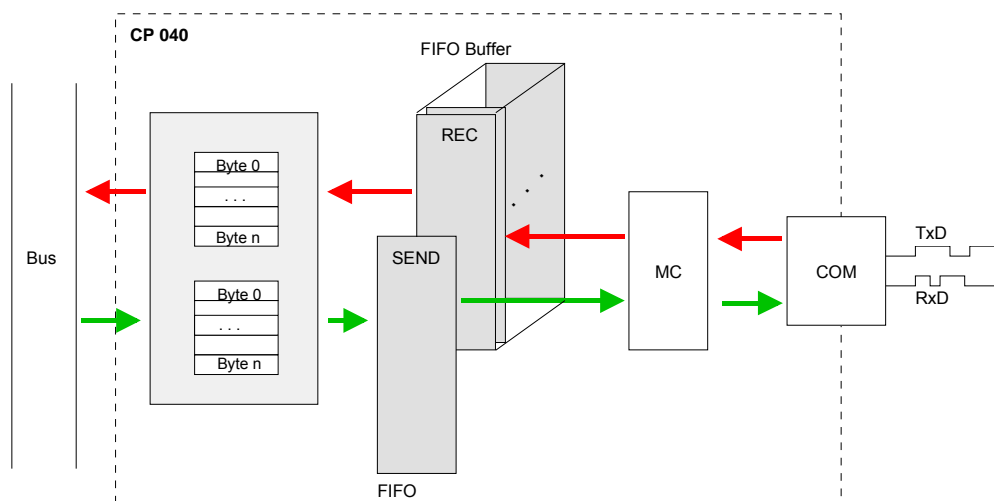 CP 040
FIFO Buffer
REC
Byte 0
. . .
Byte n
Bus
SEND
MC
COM
TxD
RxD
Byte 0
. . .
Byte n
FIFO